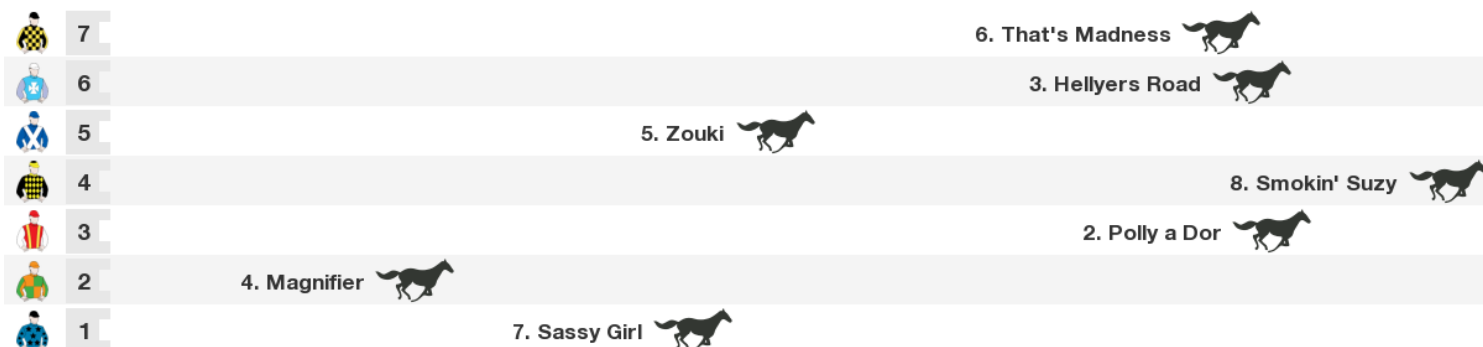 7 6. That's Madness
6 3. Hellyers Road
5 5. Zouki
4 8. Smokin' Suzy
3 2. Polly a Dor
2 4. Magnifier
1 7. Sassy Girl